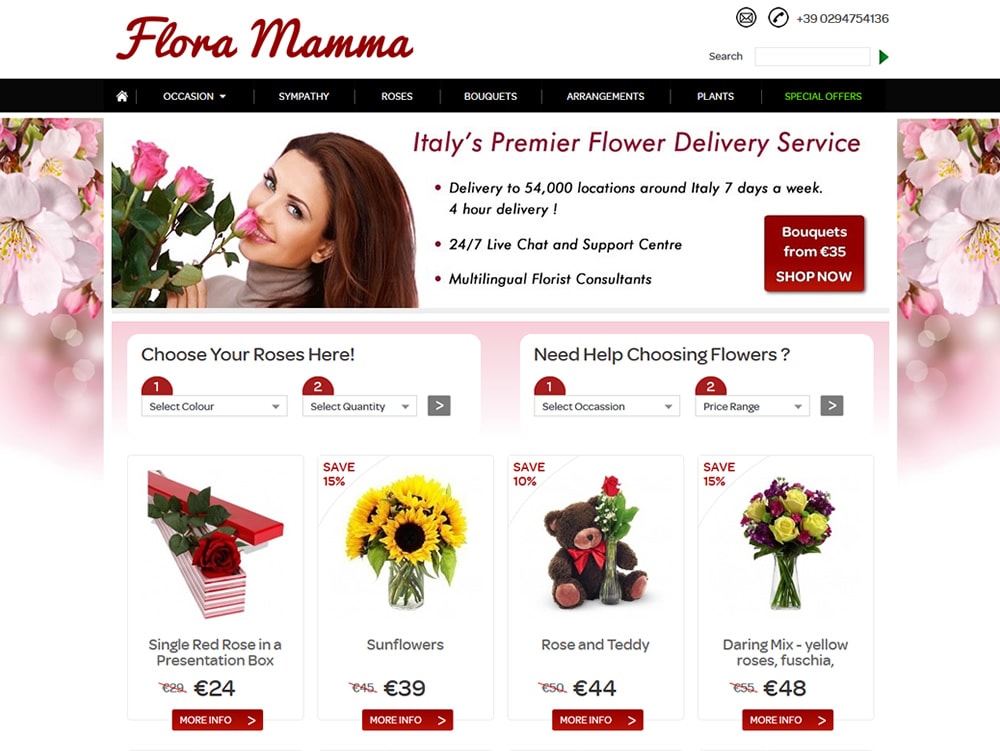 Flora Mamma
+39 0294754136
Search
OCCASION
SYMPATHY
ROSES
BOUQUETS
ARRANGEMENTS
PLANTS
SPECIAL OFFERS
Italy's Premier Flower Delivery Service
• Delivery to 54,000 locations around Italy 7 days a week.
4 hour delivery !
• 24/7 Live Chat and Support Centre
• Multilingual Florist Consultants
Bouquets
from €35
SHOP NOW
Choose Your Roses Here!
1
2
Select Colour
Select Quantity
>
Need Help Choosing Flowers ?
1
2
Select Occassion
Price Range
>
Single Red Rose in a
Presentation Box
€29 €24
MORE INFO >
SAVE
15%
Sunflowers
€45 €39
MORE INFO >
SAVE
10%
Rose and Teddy
€50 €44
MORE INFO >
SAVE
15%
Daring Mix - yellow
roses, fuschia,
€55 €48
MORE INFO >